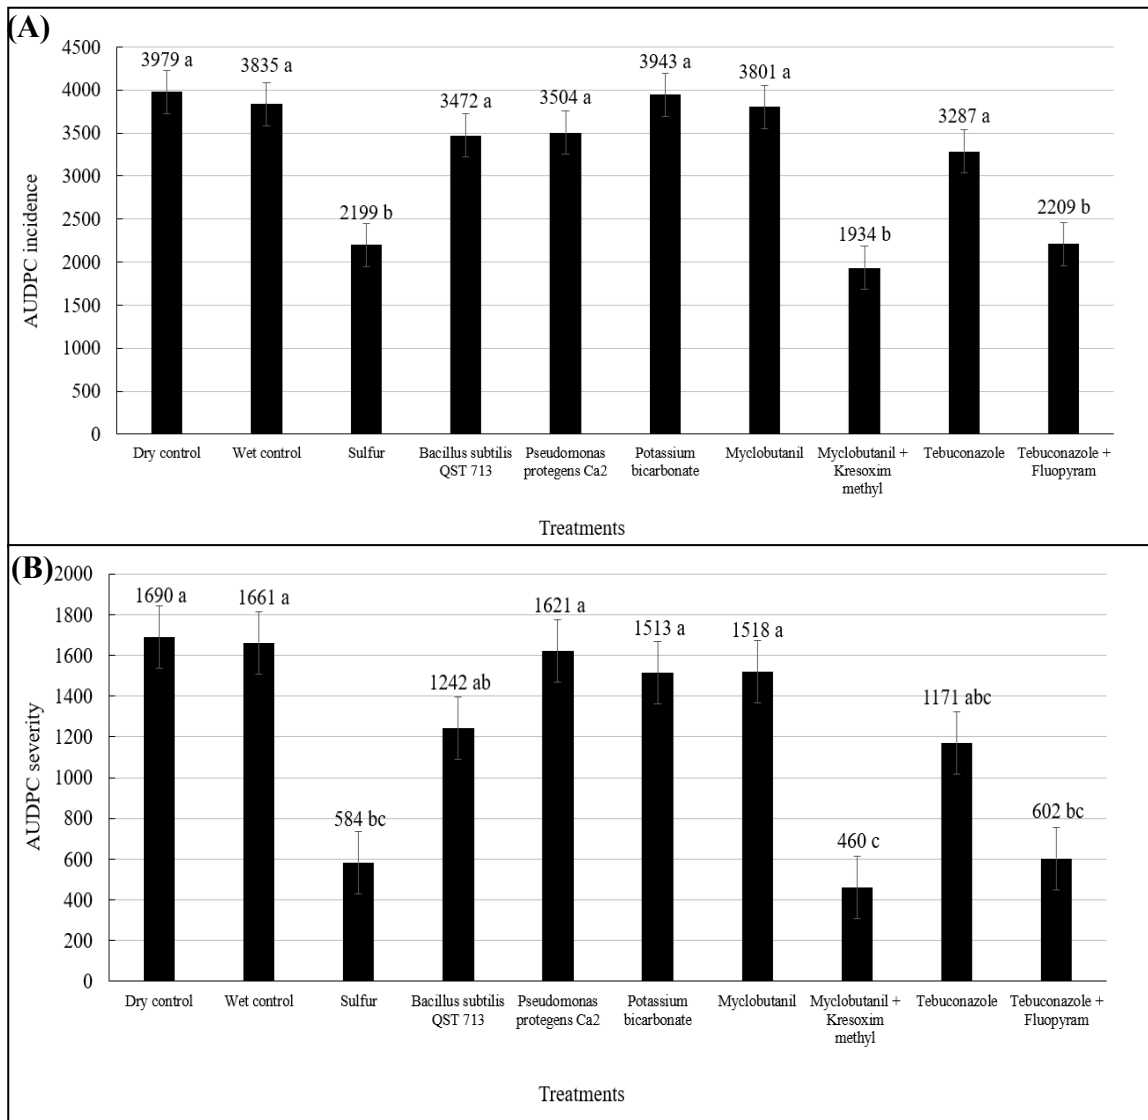 (A)
4500
4000
3500
3000
2500
2000
1500
1000
500
0
AUDPC incidence
3979 a
3835 a
2199 b
3472 a
3504 a
3943 a
3801 a
1934 b
3287 a
2209 b
Dry control
Wet control
Sulfur
Bacillus subtilis
QST 713
Pseudomonas
protegens Ca2
Potassium
bicarbonate
Myclobutanil
Myclobutanil +
Kresoxim
methyl
Tebuconazole
Tebuconazole +
Fluopyram
Treatments
(B)
2000
1800
1600
1400
1200
1000
800
600
400
200
0
AUDPC severity
1690 a
1661 a
584 bc
1242 ab
1621 a
1513 a
1518 a
460 c
1171 abc
602 bc
Dry control
Wet control
Sulfur
Bacillus subtilis
QST 713
Pseudomonas
protegens Ca2
Potassium
bicarbonate
Myclobutanil
Myclobutanil +
Kresoxim
methyl
Tebuconazole
Tebuconazole +
Fluopyram
Treatments